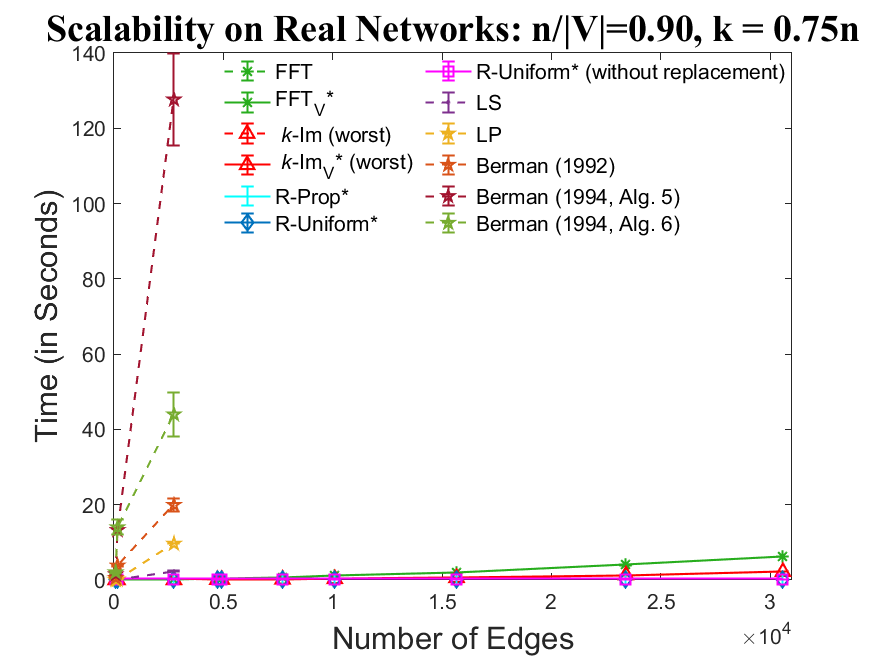 Scalability on Real Networks: n/|V|=0.90, k = 0.75n
FFT
FFT_V*
k-Im (worst)
k-Im_V* (worst)
R-Prop*
R-Uniform*
R-Uniform* (without replacement)
LS
LP
Berman (1992)
Berman (1994, Alg. 5)
Berman (1994, Alg. 6)
Time (in Seconds)
140
120
100
80
60
40
20
0
0 0.5 1 1.5 2 2.5 3
×10^4
Number of Edges